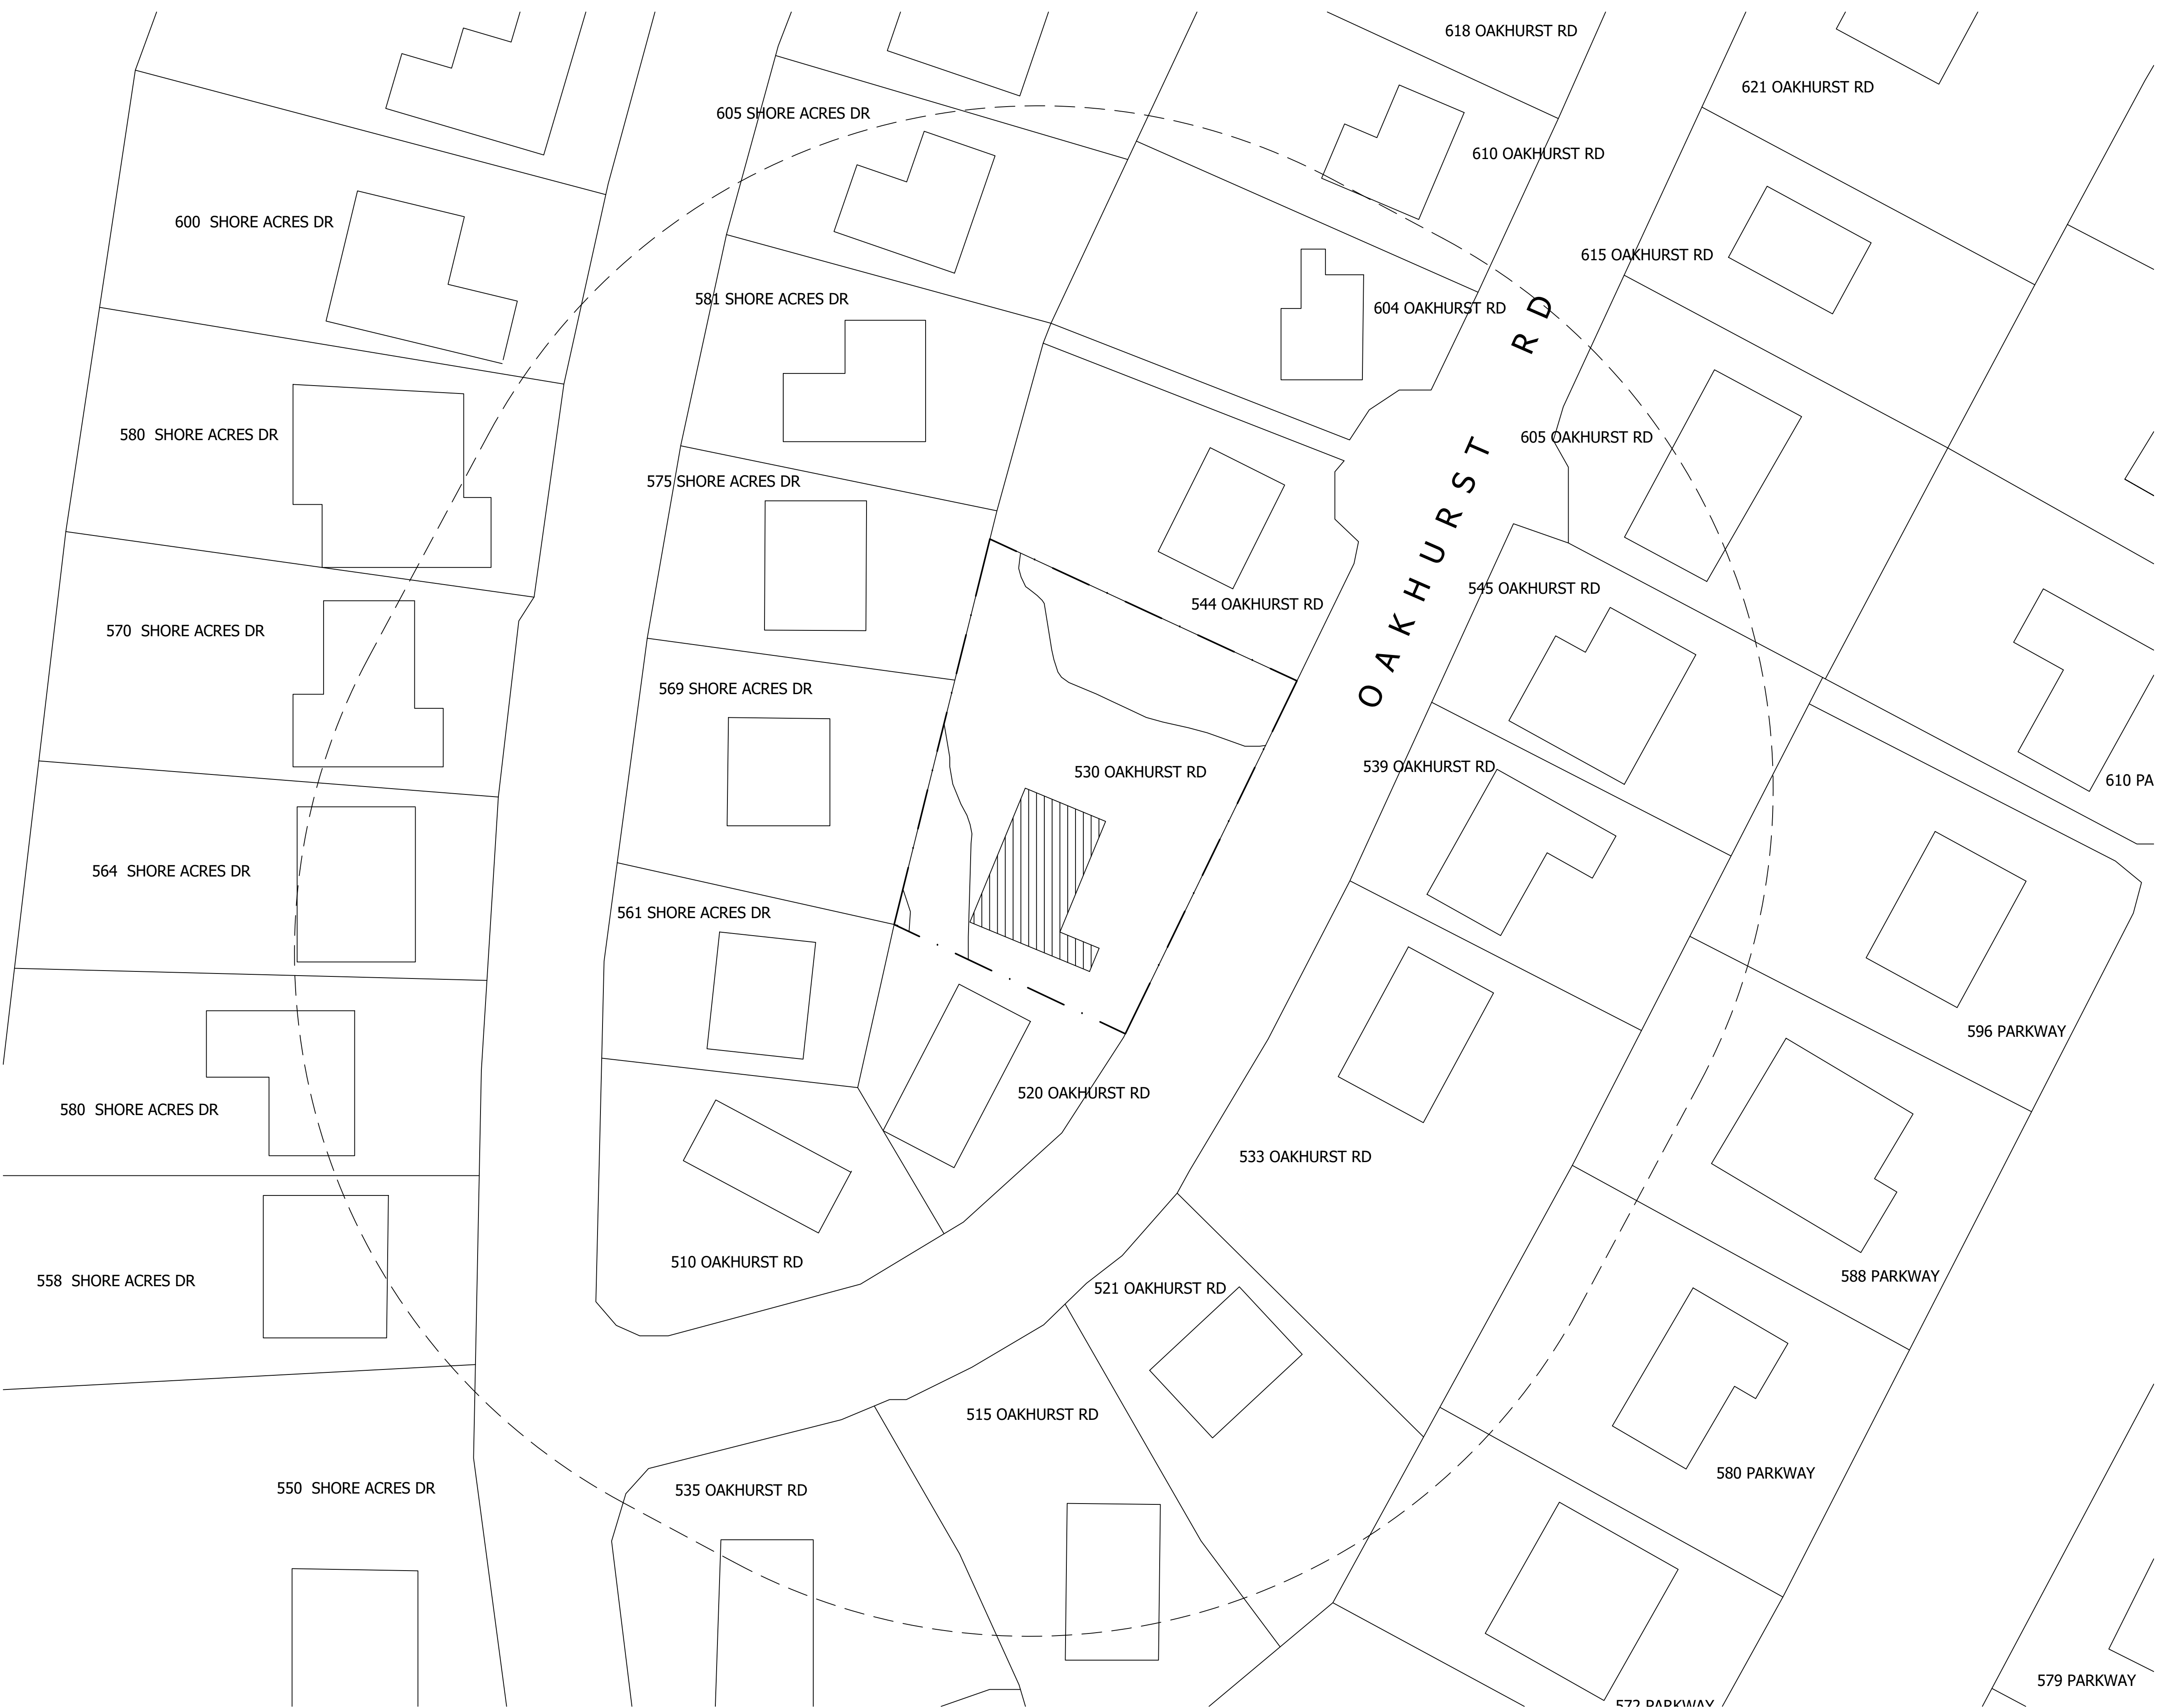 618 OAKHURST RD
621 OAKHURST RD
605 SHORE ACRES DR
610 OAKHURST RD
600 SHORE ACRES DR
615 OAKHURST RD
581 SHORE ACRES DR
604 OAKHURST RD
OAKHURST RD
580 SHORE ACRES DR
605 OAKHURST RD
575 SHORE ACRES DR
545 OAKHURST RD
544 OAKHURST RD
570 SHORE ACRES DR
569 SHORE ACRES DR
539 OAKHURST RD
530 OAKHURST RD
610 PA
564 SHORE ACRES DR
561 SHORE ACRES DR
596 PARKWAY
520 OAKHURST RD
580 SHORE ACRES DR
533 OAKHURST RD
510 OAKHURST RD
588 PARKWAY
558 SHORE ACRES DR
521 OAKHURST RD
515 OAKHURST RD
580 PARKWAY
550 SHORE ACRES DR
535 OAKHURST RD
579 PARKWAY
572 PARKWAY